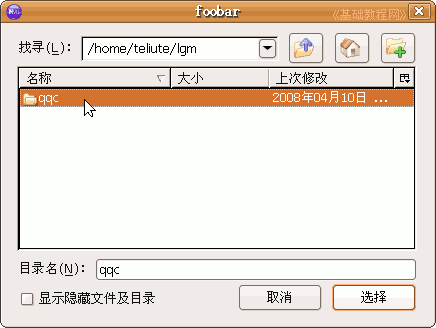 foobar
《基础教程网》
找寻(L): /home/teliute/lgm
名称 大小 上次修改
qqc 2008年04月10日 ...
目录名(N): qqc
显示隐藏文件及目录 取消 选择